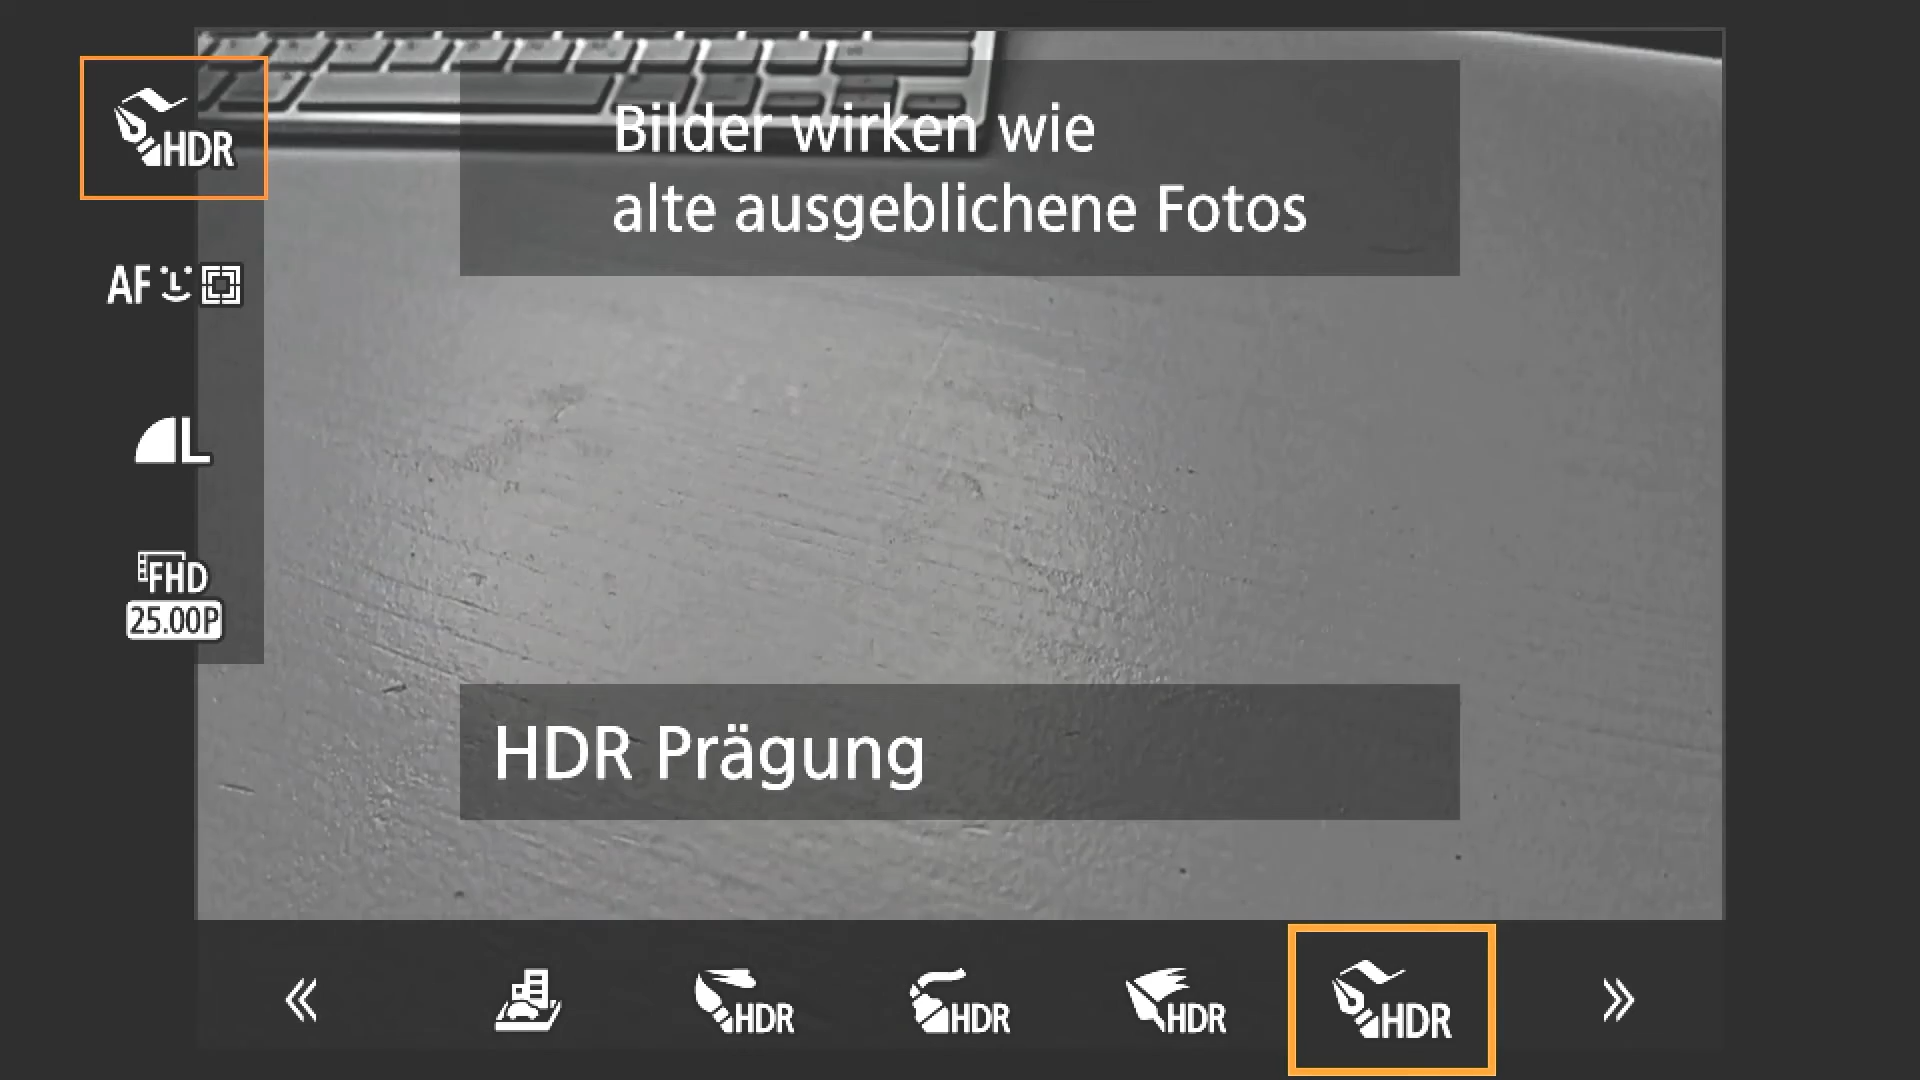 Bilder wirken wie
alte ausgeblichene Fotos
HDR
AF
L
FHD
25.00P
HDR Prägung
HDR
HDR
HDR
HDR